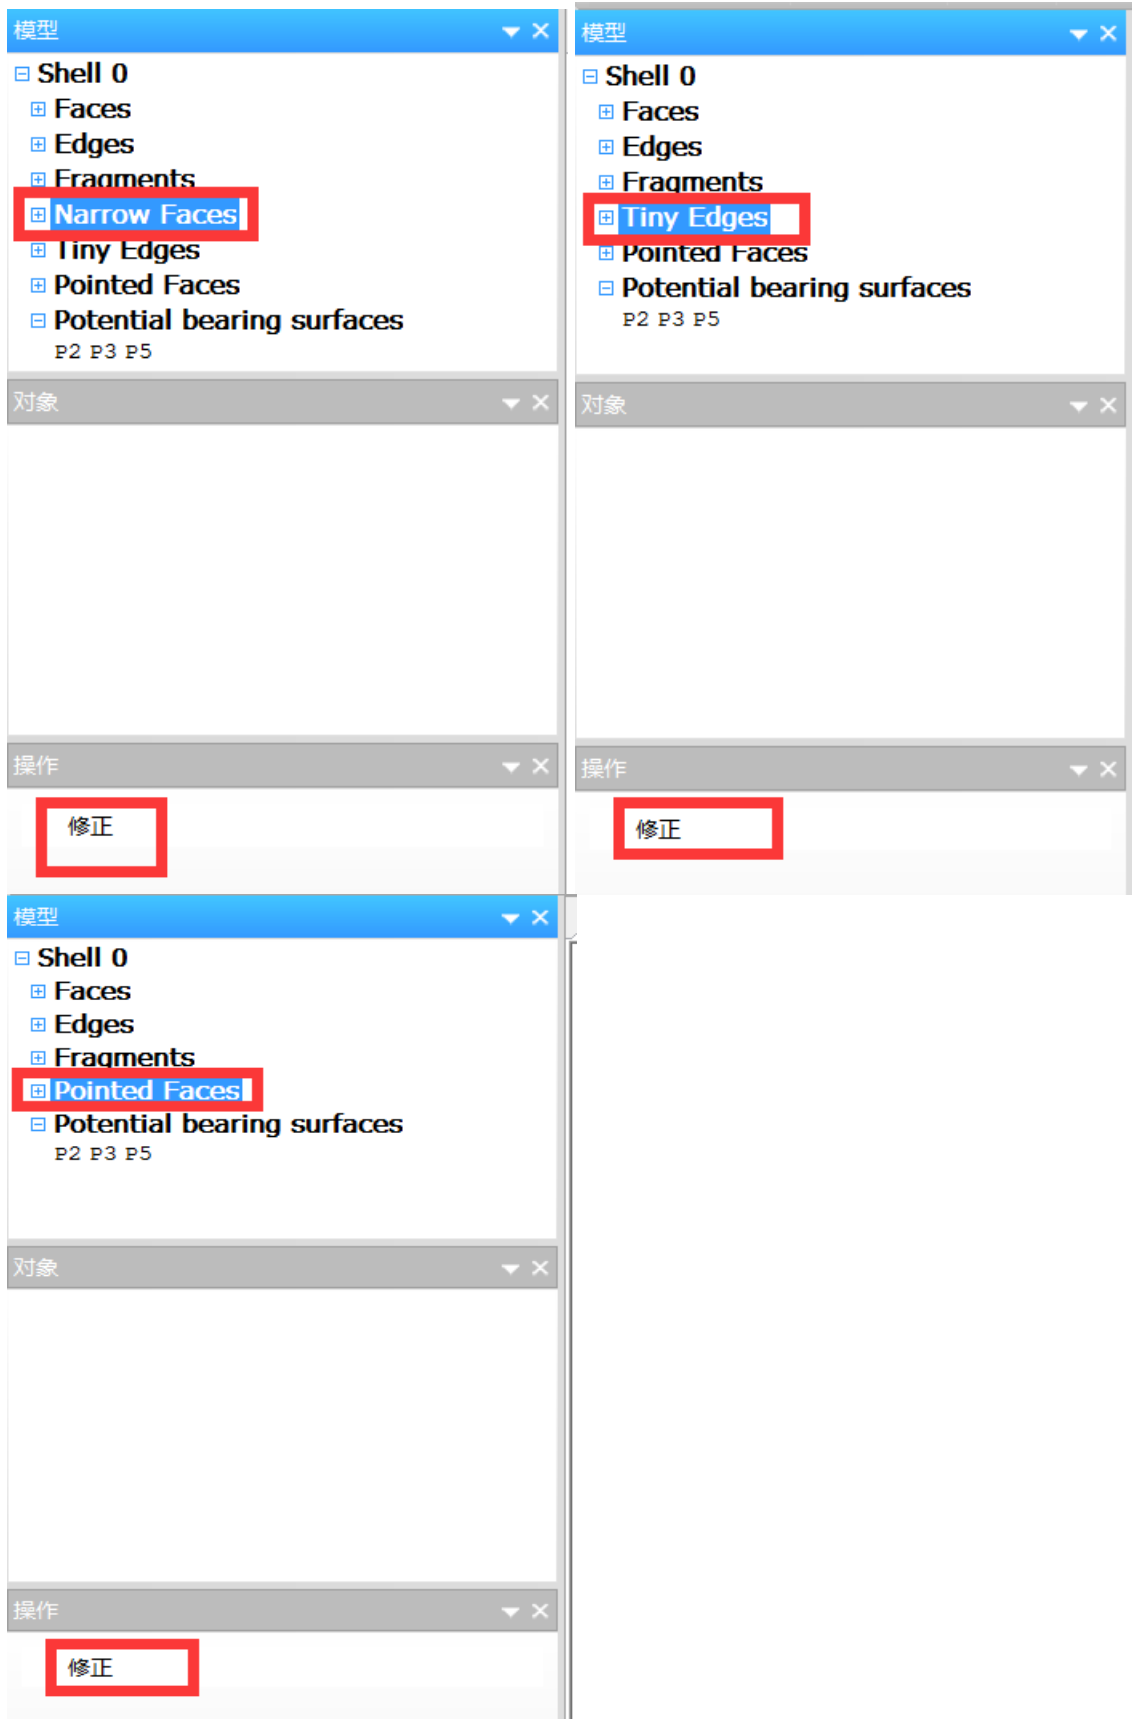 模型
Shell 0
Faces
Edges
Fragments
Narrow Faces
Tiny Edges
Pointed Faces
Potential bearing surfaces
P2 P3 P5
对象
操作
修正
模型
Shell 0
Faces
Edges
Fragments
Tiny Edges
Pointed Faces
Potential bearing surfaces
P2 P3 P5
对象
操作
修正
模型
Shell 0
Faces
Edges
Fragments
Pointed Faces
Potential bearing surfaces
P2 P3 P5
对象
操作
修正